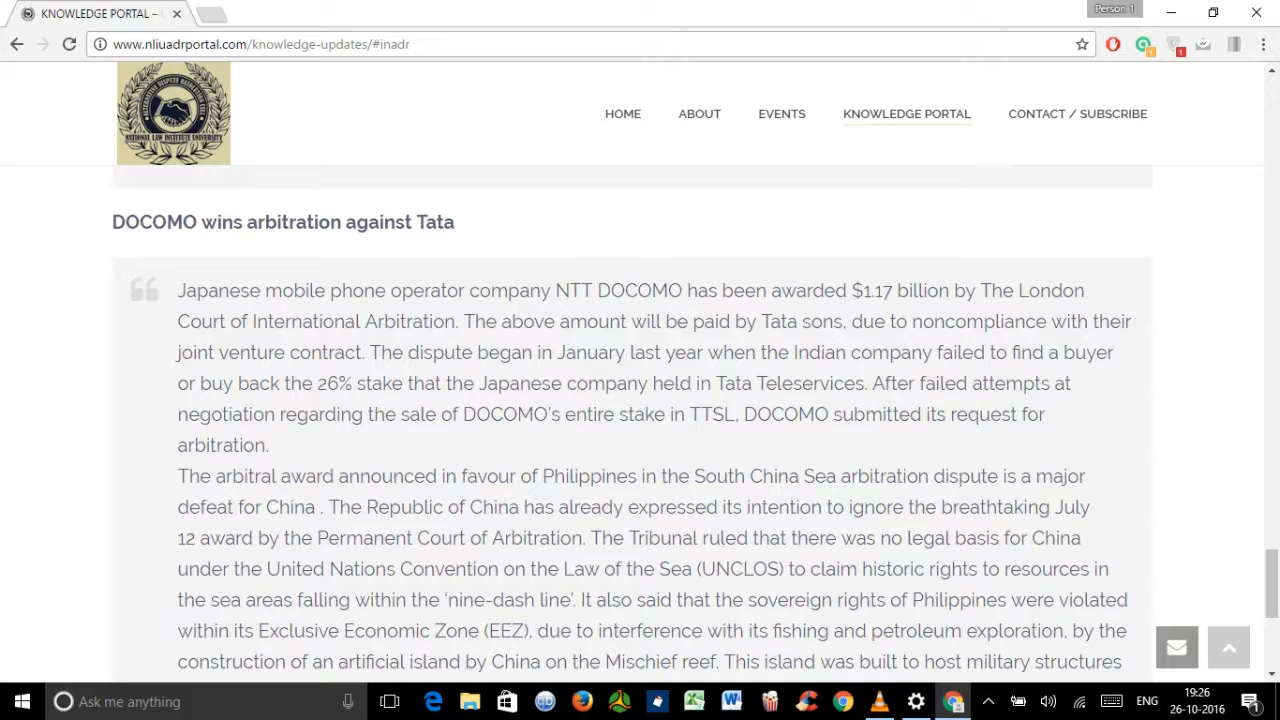 KNOWLEDGE PORTAL –
Person 1
www.nliuadrportal.com/knowledge-updates/#inadr
1
1
ALTERNATIVE DISPUTE RESOLUTION CELL
NATIONAL LAW INSTITUTE UNIVERSITY
HOME ABOUT EVENTS KNOWLEDGE PORTAL CONTACT / SUBSCRIBE
DOCOMO wins arbitration against Tata
Japanese mobile phone operator company NTT DOCOMO has been awarded $1.17 billion by The London
Court of International Arbitration. The above amount will be paid by Tata sons, due to noncompliance with their
joint venture contract. The dispute began in January last year when the Indian company failed to find a buyer
or buy back the 26% stake that the Japanese company held in Tata Teleservices. After failed attempts at
negotiation regarding the sale of DOCOMO's entire stake in TTSL, DOCOMO submitted its request for
arbitration.
The arbitral award announced in favour of Philippines in the South China Sea arbitration dispute is a major
defeat for China . The Republic of China has already expressed its intention to ignore the breathtaking July
12 award by the Permanent Court of Arbitration. The Tribunal ruled that there was no legal basis for China
under the United Nations Convention on the Law of the Sea (UNCLOS) to claim historic rights to resources in
the sea areas falling within the ‘nine-dash line’. It also said that the sovereign rights of Philippines were violated
within its Exclusive Economic Zone (EEZ), due to interference with its fishing and petroleum exploration, by the
construction of an artificial island by China on the Mischief reef. This island was built to host military structures
Ask me anything
ENG
19:26
26-10-2016
1